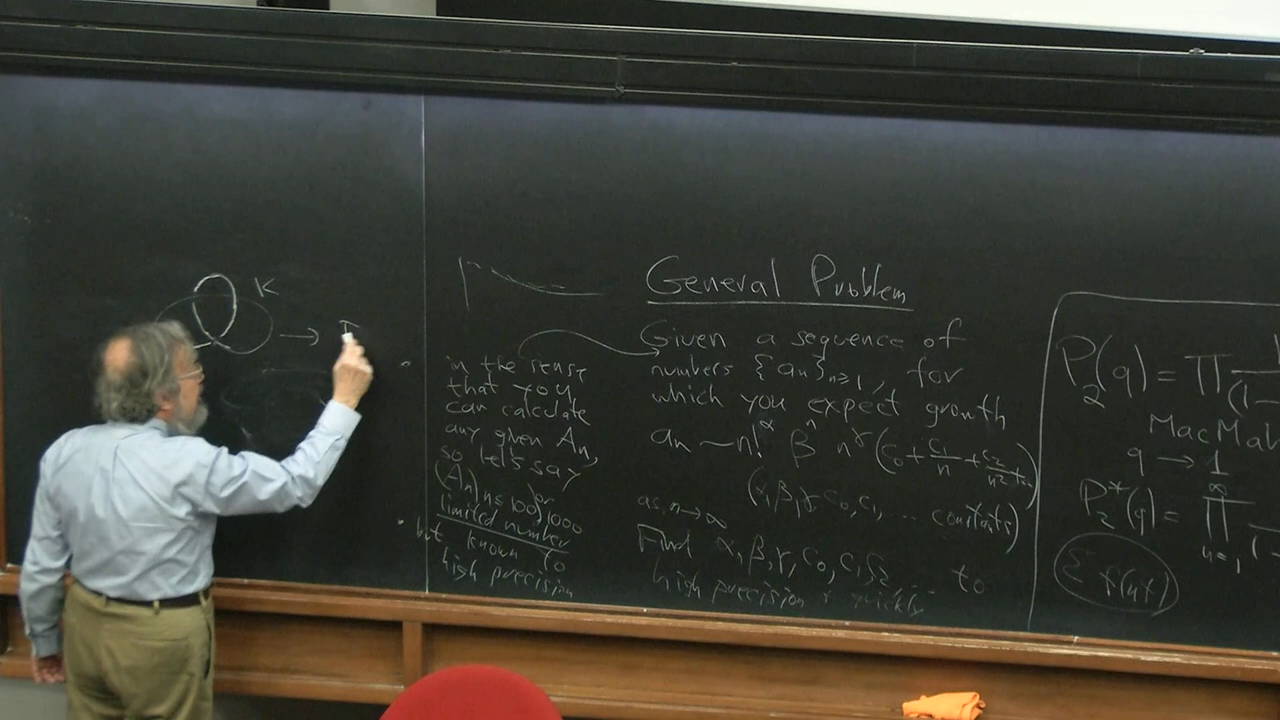 K
→
in the sense
that you
can calculate
any given An,
so let's say
(An) n≤100 or 1000
limited number
but known to
high precision
General Problem
Given a sequence of
numbers {an}n≥1, for
which you expect growth
an ~ n!^α β^n n^γ (c0 + c1/n + c2/n² + ...)
as n→∞ (α, β, γ, c0, c1, ... constants)
Find α, β, γ, c0, c1, c2 ... to
high precision & quickly
P2(q) = ∏ 1/(1-
MacMah
q → 1
P2*(q) = ∏ n=1 ∞
Σ f(nt)